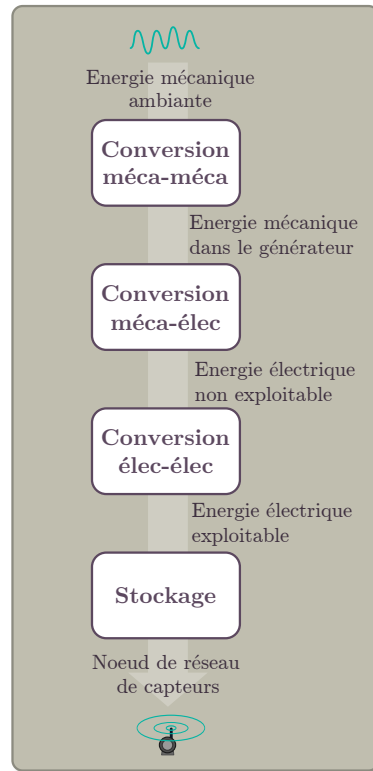 Energie mécanique
ambiante
Conversion
méca-méca
Energie mécanique
dans le générateur
Conversion
méca-élec
Energie électrique
non exploitable
Conversion
élec-élec
Energie électrique
exploitable
Stockage
Noeud de réseau
de capteurs